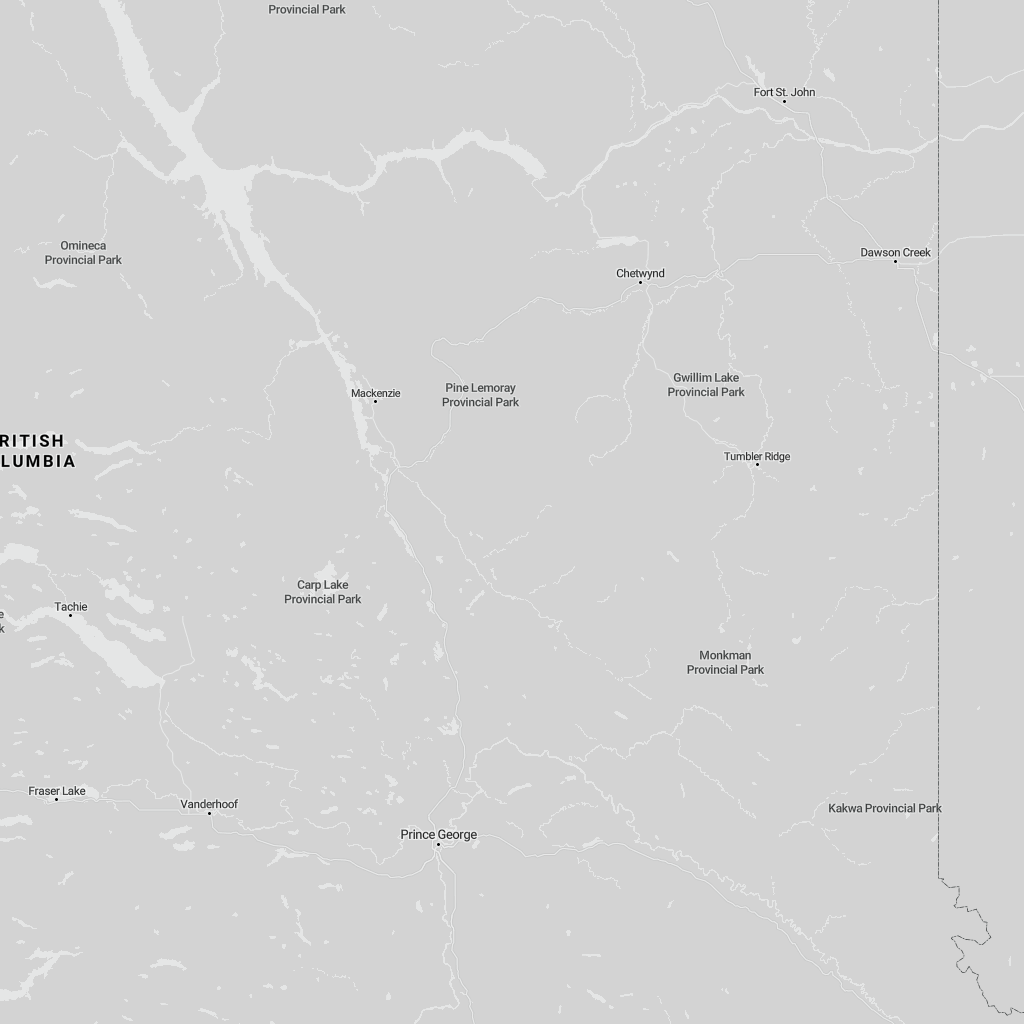 Provincial Park
Fort St. John
Omineca
Provincial Park
Dawson Creek
Chetwynd
Mackenzie
Pine Lemoray
Provincial Park
Gwillim Lake
Provincial Park
RITISH
LUMBIA
Tumbler Ridge
Carp Lake
Provincial Park
Tachie
e
k
Monkman
Provincial Park
Fraser Lake
Vanderhoof
Kakwa Provincial Park
Prince George